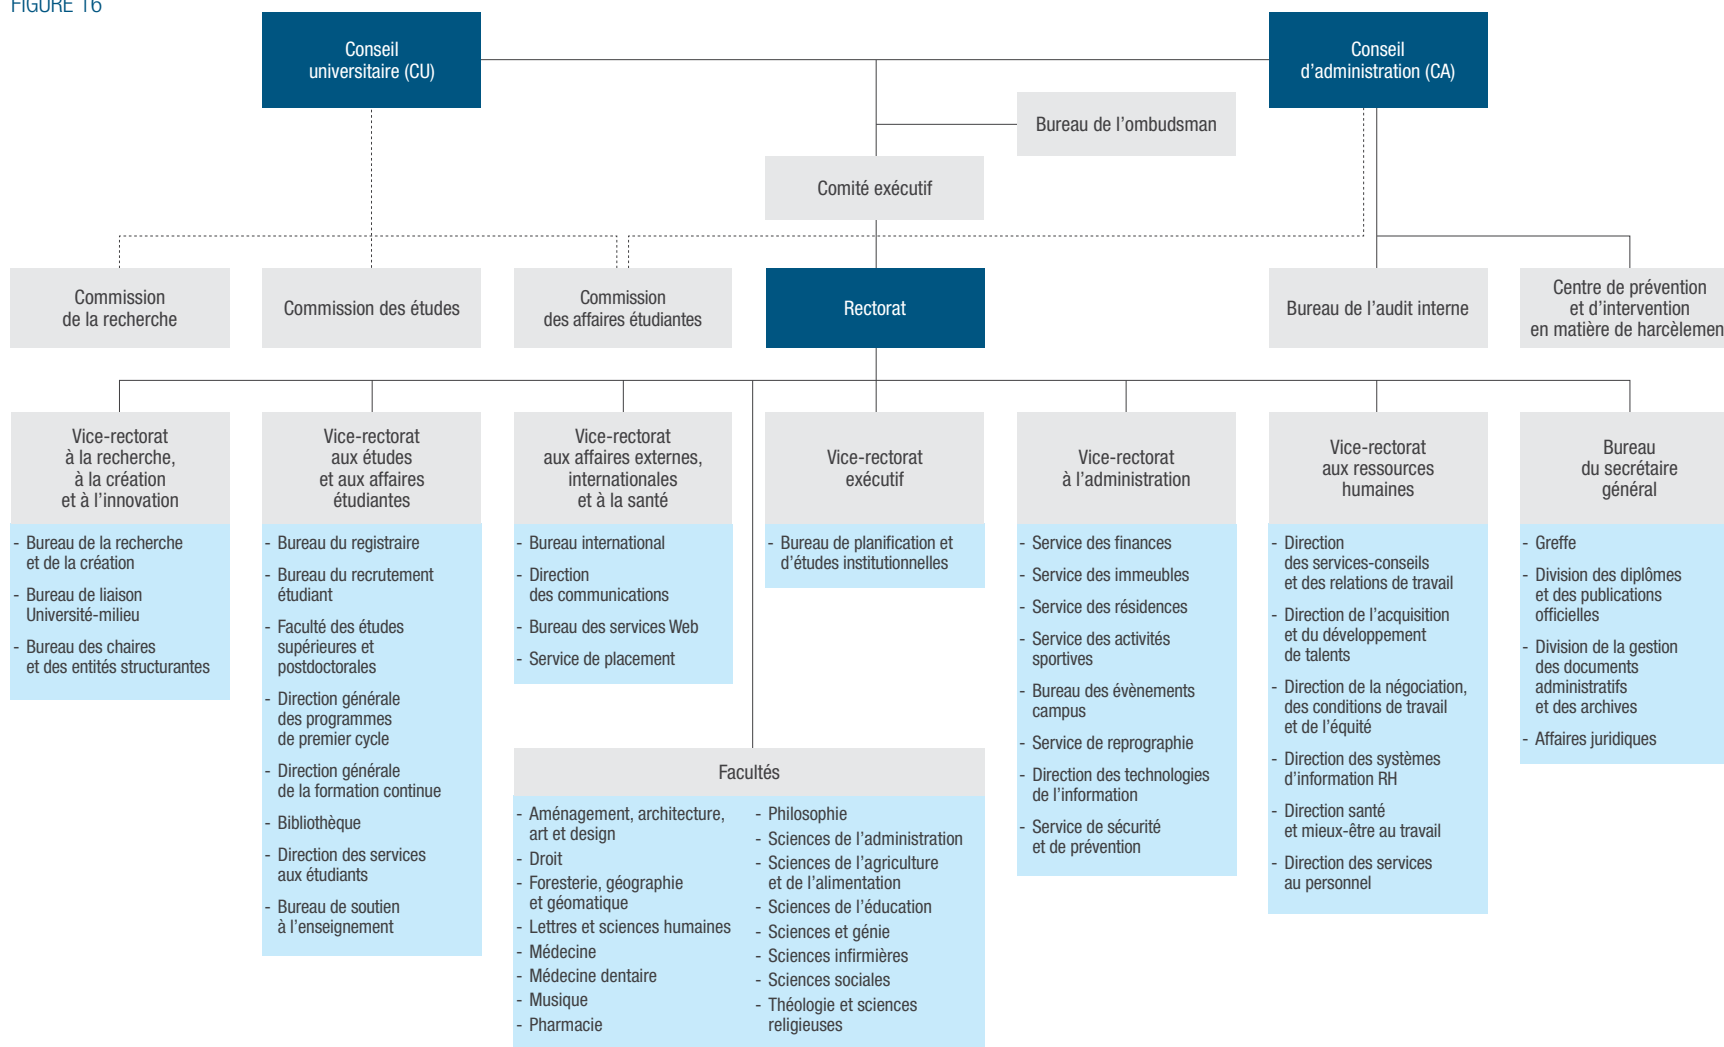 FIGURE 16
Conseil
universitaire (CU)
Conseil
d'administration (CA)
Bureau de l'ombudsman
Comité exécutif
Commission
de la recherche
Commission des études
Commission
des affaires étudiantes
Rectorat
Bureau de l'audit interne
Centre de prévention
et d'intervention
en matière de harcèlemen
Vice-rectorat
à la recherche,
à la création
et à l'innovation
- Bureau de la recherche
et de la création
- Bureau de liaison
Université-milieu
- Bureau des chaires
et des entités structurantes
Vice-rectorat
aux études
et aux affaires
étudiantes
- Bureau du registraire
- Bureau du recrutement
étudiant
- Faculté des études
supérieures et
postdoctorales
- Direction générale
des programmes
de premier cycle
- Direction générale
de la formation continue
- Bibliothèque
- Direction des services
aux étudiants
- Bureau de soutien
à l'enseignement
Vice-rectorat
aux affaires externes,
internationales
et à la santé
- Bureau international
- Direction
des communications
- Bureau des services Web
- Service de placement
Vice-rectorat
exécutif
- Bureau de planification et
d'études institutionnelles
Vice-rectorat
à l'administration
- Service des finances
- Service des immeubles
- Service des résidences
- Service des activités
sportives
- Bureau des évènements
campus
- Service de reprographie
- Direction des technologies
de l'information
- Service de sécurité
et de prévention
Vice-rectorat
aux ressources
humaines
- Direction
des services-conseils
et des relations de travail
- Direction de l'acquisition
et du développement
de talents
- Direction de la négociation,
des conditions de travail
et de l'équité
- Direction des systèmes
d'information RH
- Direction santé
et mieux-être au travail
- Direction des services
au personnel
Bureau
du secrétaire
général
- Greffe
- Division des diplômes
et des publications
officielles
- Division de la gestion
des documents
administratifs
et des archives
- Affaires juridiques
Facultés
- Aménagement, architecture,
art et design
- Droit
- Foresterie, géographie
et géomatique
- Lettres et sciences humaines
- Médecine
- Médecine dentaire
- Musique
- Pharmacie
- Philosophie
- Sciences de l'administration
- Sciences de l'agriculture
et de l'alimentation
- Sciences de l'éducation
- Sciences et génie
- Sciences infirmières
- Sciences sociales
- Théologie et sciences
religieuses